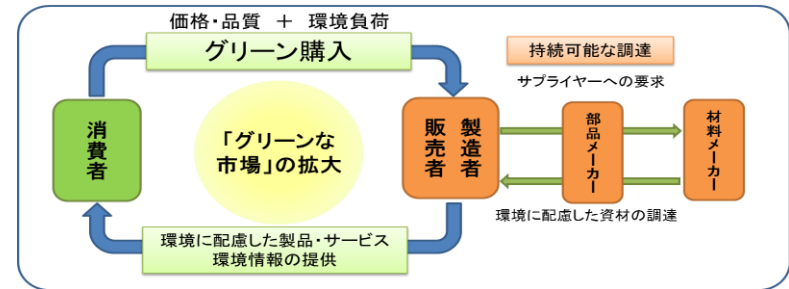 価格・品質 ＋ 環境負荷
グリーン購入
持続可能な調達
サプライヤーへの要求
消費者
「グリーンな
市場」の拡大
製造者
販売者
部品メーカー
材料メーカー
環境に配慮した資材の調達
環境に配慮した製品・サービス
環境情報の提供